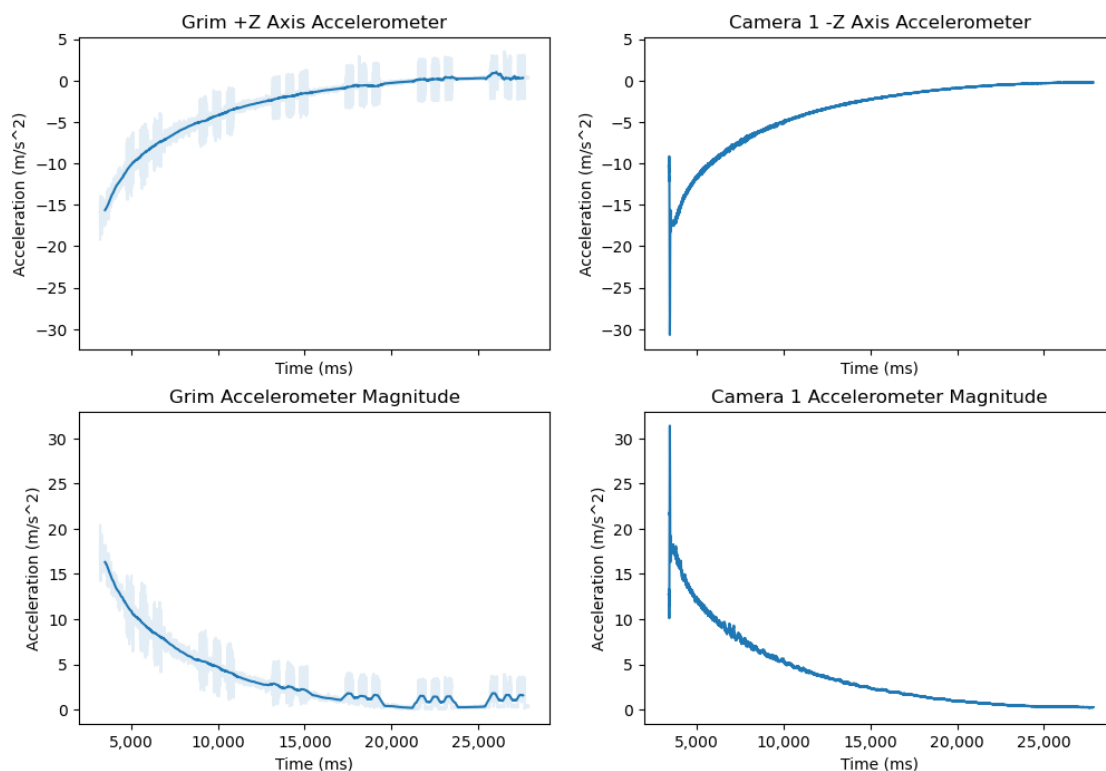 Grim +Z Axis Accelerometer
Acceleration (m/s^2)
5
0
−5
−10
−15
−20
−25
−30
Time (ms)
Camera 1 -Z Axis Accelerometer
Acceleration (m/s^2)
5
0
−5
−10
−15
−20
−25
−30
Time (ms)
Grim Accelerometer Magnitude
Acceleration (m/s^2)
30
25
20
15
10
5
0
5,000 10,000 15,000 20,000 25,000
Time (ms)
Camera 1 Accelerometer Magnitude
Acceleration (m/s^2)
30
25
20
15
10
5
0
5,000 10,000 15,000 20,000 25,000
Time (ms)